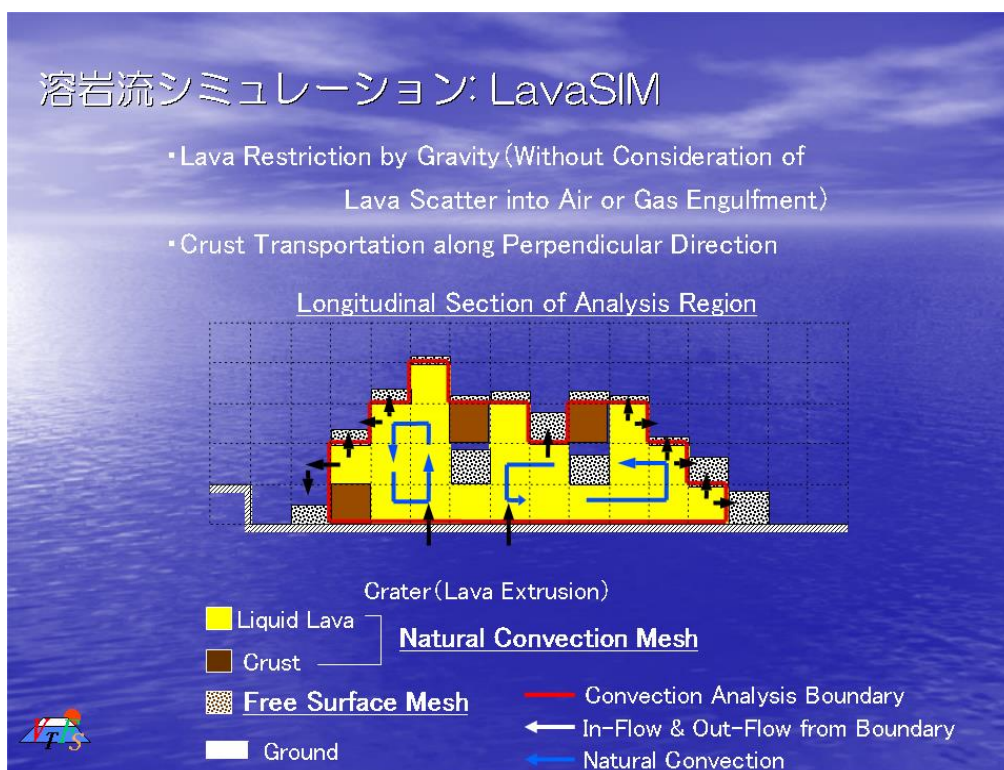 溶岩流シミュレーション: LavaSIM
・Lava Restriction by Gravity(Without Consideration of
Lava Scatter into Air or Gas Engulfment)
・Crust Transportation along Perpendicular Direction
Longitudinal Section of Analysis Region
Crater(Lava Extrusion)
Liquid Lava
Natural Convection Mesh
Crust
Free Surface Mesh
Ground
Convection Analysis Boundary
In-Flow & Out-Flow from Boundary
Natural Convection